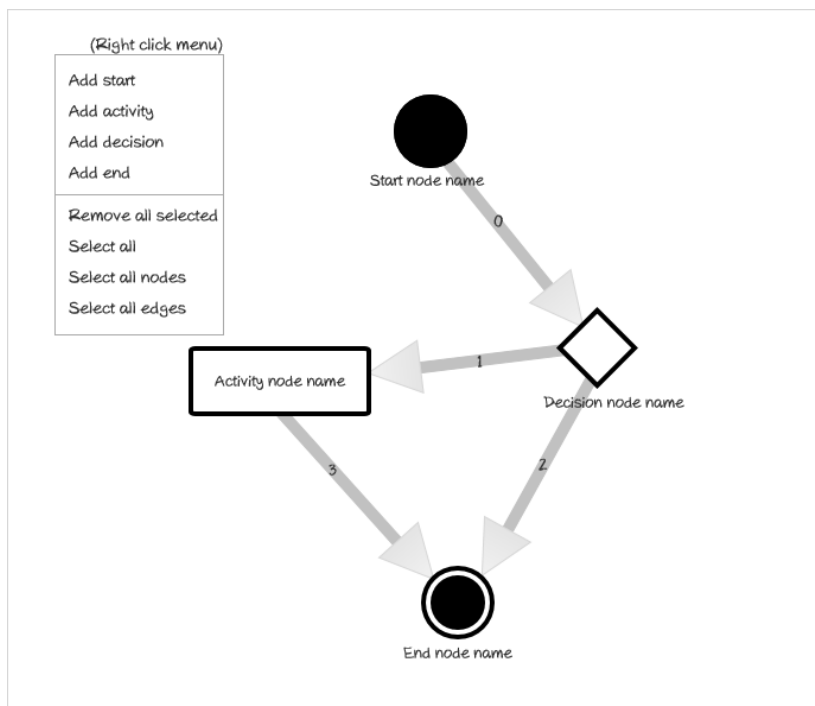 (Right click menu)
Add start
Add activity
Add decision
Add end
Remove all selected
Select all
Select all nodes
Select all edges
Start node name
0
1
Activity node name
Decision node name
3
2
End node name